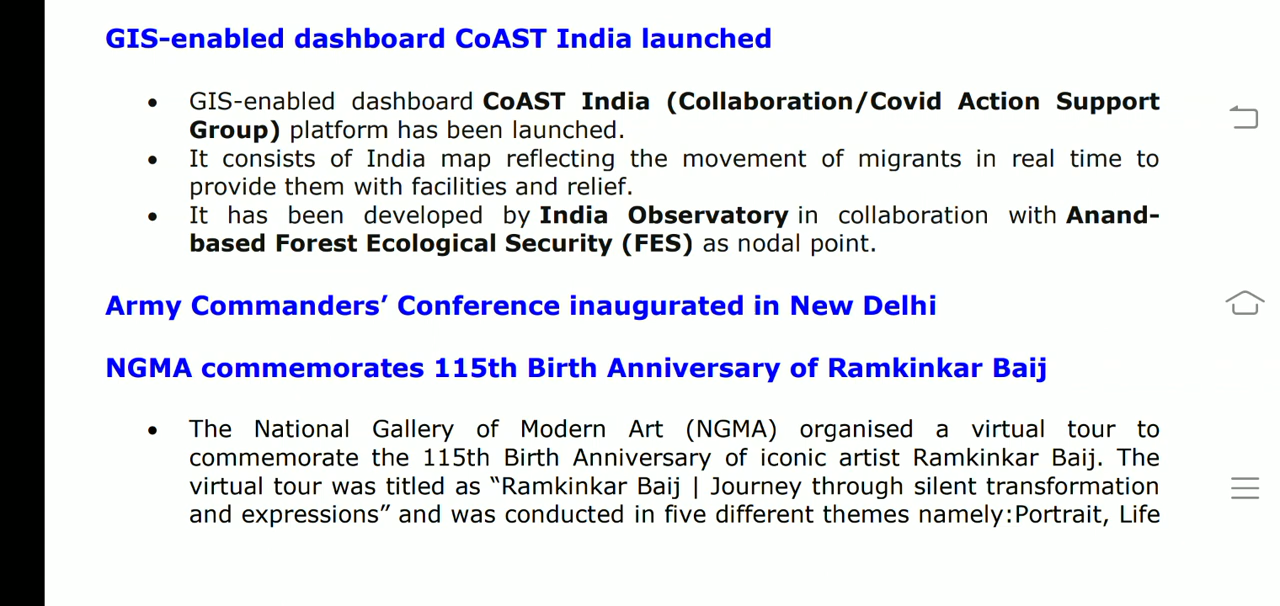 GIS-enabled dashboard CoAST India launched
• GIS-enabled dashboard CoAST India (Collaboration/Covid Action Support
Group) platform has been launched.
• It consists of India map reflecting the movement of migrants in real time to
provide them with facilities and relief.
• It has been developed by India Observatory in collaboration with Anand-
based Forest Ecological Security (FES) as nodal point.
Army Commanders’ Conference inaugurated in New Delhi
NGMA commemorates 115th Birth Anniversary of Ramkinkar Baij
• The National Gallery of Modern Art (NGMA) organised a virtual tour to
commemorate the 115th Birth Anniversary of iconic artist Ramkinkar Baij. The
virtual tour was titled as “Ramkinkar Baij | Journey through silent transformation
and expressions” and was conducted in five different themes namely:Portrait, Life